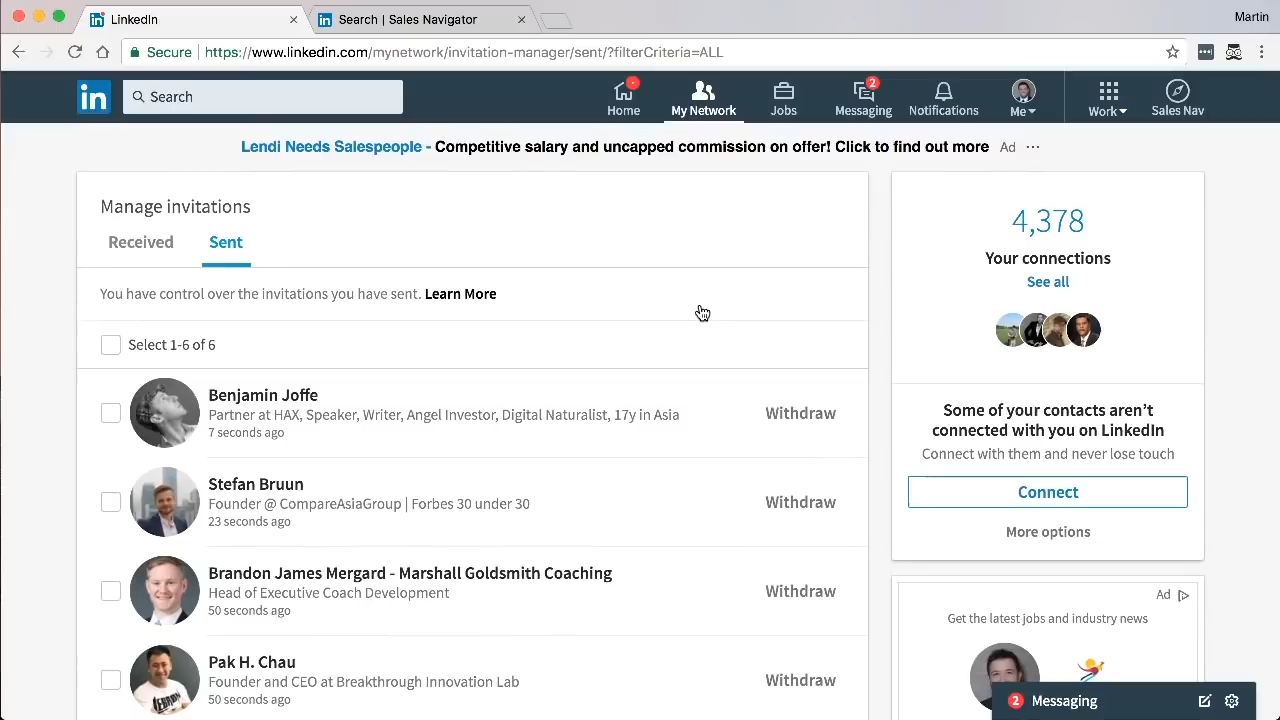 LinkedIn
Search | Sales Navigator
Martin
Secure
https://www.linkedin.com/mynetwork/invitation-manager/sent/?filterCriteria=ALL
in
Search
Home
My Network
Jobs
2
Messaging
Notifications
Me
Work
Sales Nav
Lendi Needs Salespeople - Competitive salary and uncapped commission on offer! Click to find out more Ad ···
Manage invitations
Received
Sent
You have control over the invitations you have sent. Learn More
Select 1-6 of 6
Benjamin Joffe
Partner at HAX, Speaker, Writer, Angel Investor, Digital Naturalist, 17y in Asia
7 seconds ago
Withdraw
Stefan Bruun
Founder @ CompareAsiaGroup | Forbes 30 under 30
23 seconds ago
Withdraw
Brandon James Mergard - Marshall Goldsmith Coaching
Head of Executive Coach Development
50 seconds ago
Withdraw
Pak H. Chau
Founder and CEO at Breakthrough Innovation Lab
50 seconds ago
Withdraw
4,378
Your connections
See all
Some of your contacts aren't
connected with you on LinkedIn
Connect with them and never lose touch
Connect
More options
Ad
Get the latest jobs and industry news
2 Messaging